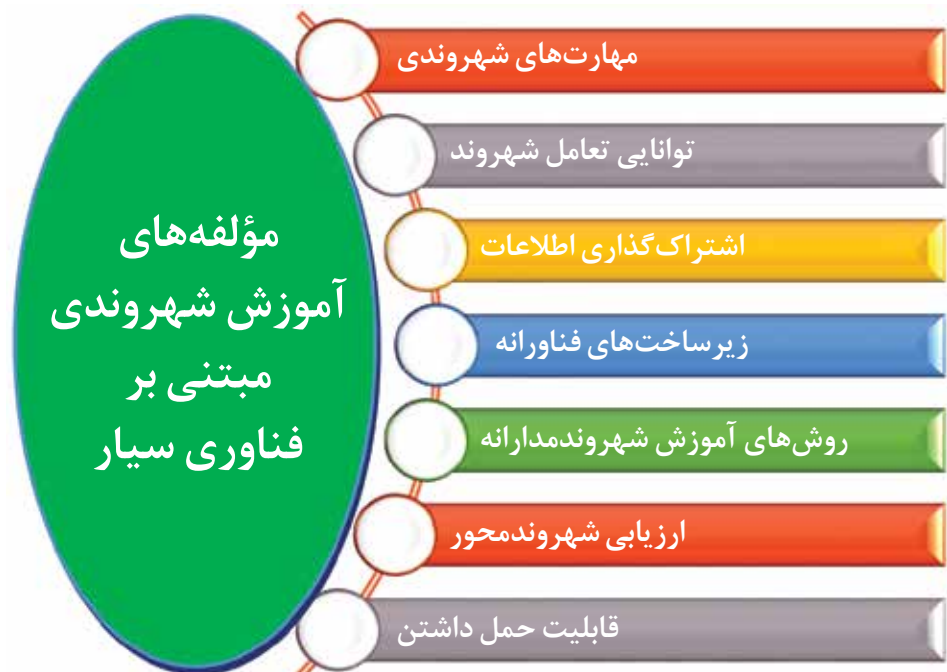 مؤلفه‌های
آموزش شهروندی
مبتنی بر
فناوری سیار
مهارت‌های شهروندی
توانایی تعامل شهروند
اشتراک‌گذاری اطلاعات
زیرساخت‌های فناورانه
روش‌های آموزش شهروندمدارانه
ارزیابی شهروندمحور
قابلیت حمل داشتن